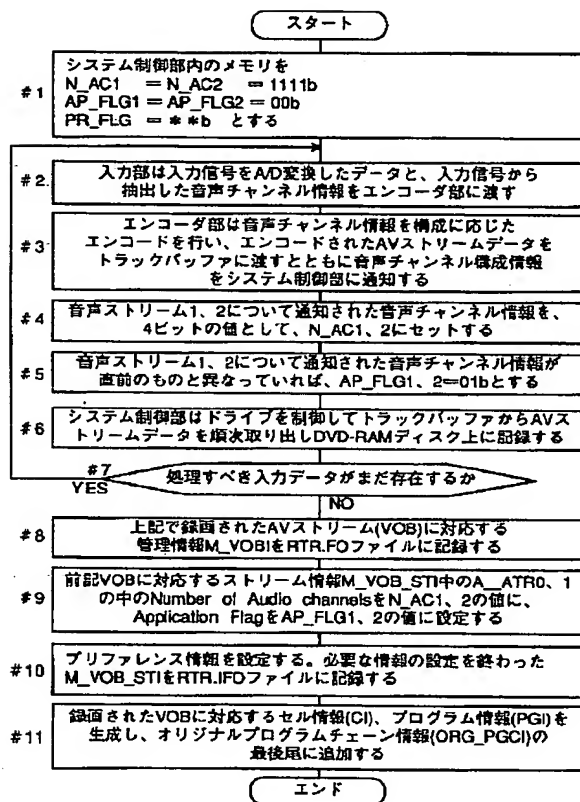 スタート
#1
システム制御部内のメモリを
N_AC1 =N_AC2 =1111b
AP_FLG1=AP_FLG2=00b
PR_FLG =**b とする
#2
入力部は入力信号をA/D変換したデータと、入力信号から
抽出した音声チャンネル情報をエンコーダ部に渡す
#3
エンコーダ部は音声チャンネル情報を構成に応じた
エンコードを行い、エンコードされたAVストリームデータを
トラックバッファに渡すとともに音声チャンネル構成情報
をシステム制御部に通知する
#4
音声ストリーム1、2について通知された音声チャンネル情報を、
4ビットの値として、N_AC1、2にセットする
#5
音声ストリーム1、2について通知された音声チャンネル情報が
直前のものと異なっていれば、AP_FLG1、2=01bとする
#6
システム制御部はドライブを制御してトラックバッファからAVス
トリームデータを順次取り出しDVD-RAMディスク上に記録する
#7
処理すべき入力データがまだ存在するか
YES
NO
#8
上記で録画されたAVストリーム(VOB)に対応する
管理情報M_VOBIをRTR.IFOファイルに記録する
#9
前記VOBに対応するストリーム情報M_VOB_STI中のA__ATR0、1
の中のNumber of Audio channelsをN_AC1、2の値に、
Application FlagをAP_FLG1、2の値に設定する
#10
プリファレンス情報を設定する。必要な情報の設定を終わった
M_VOB_STIをRTR.IFOファイルに記録する
#11
録画されたVOBに対応するセル情報(CI)、プログラム情報(PGI)
を生成し、オリジナルプログラムチェーン情報(ORG_PGCI)の
最後尾に追加する
エンド